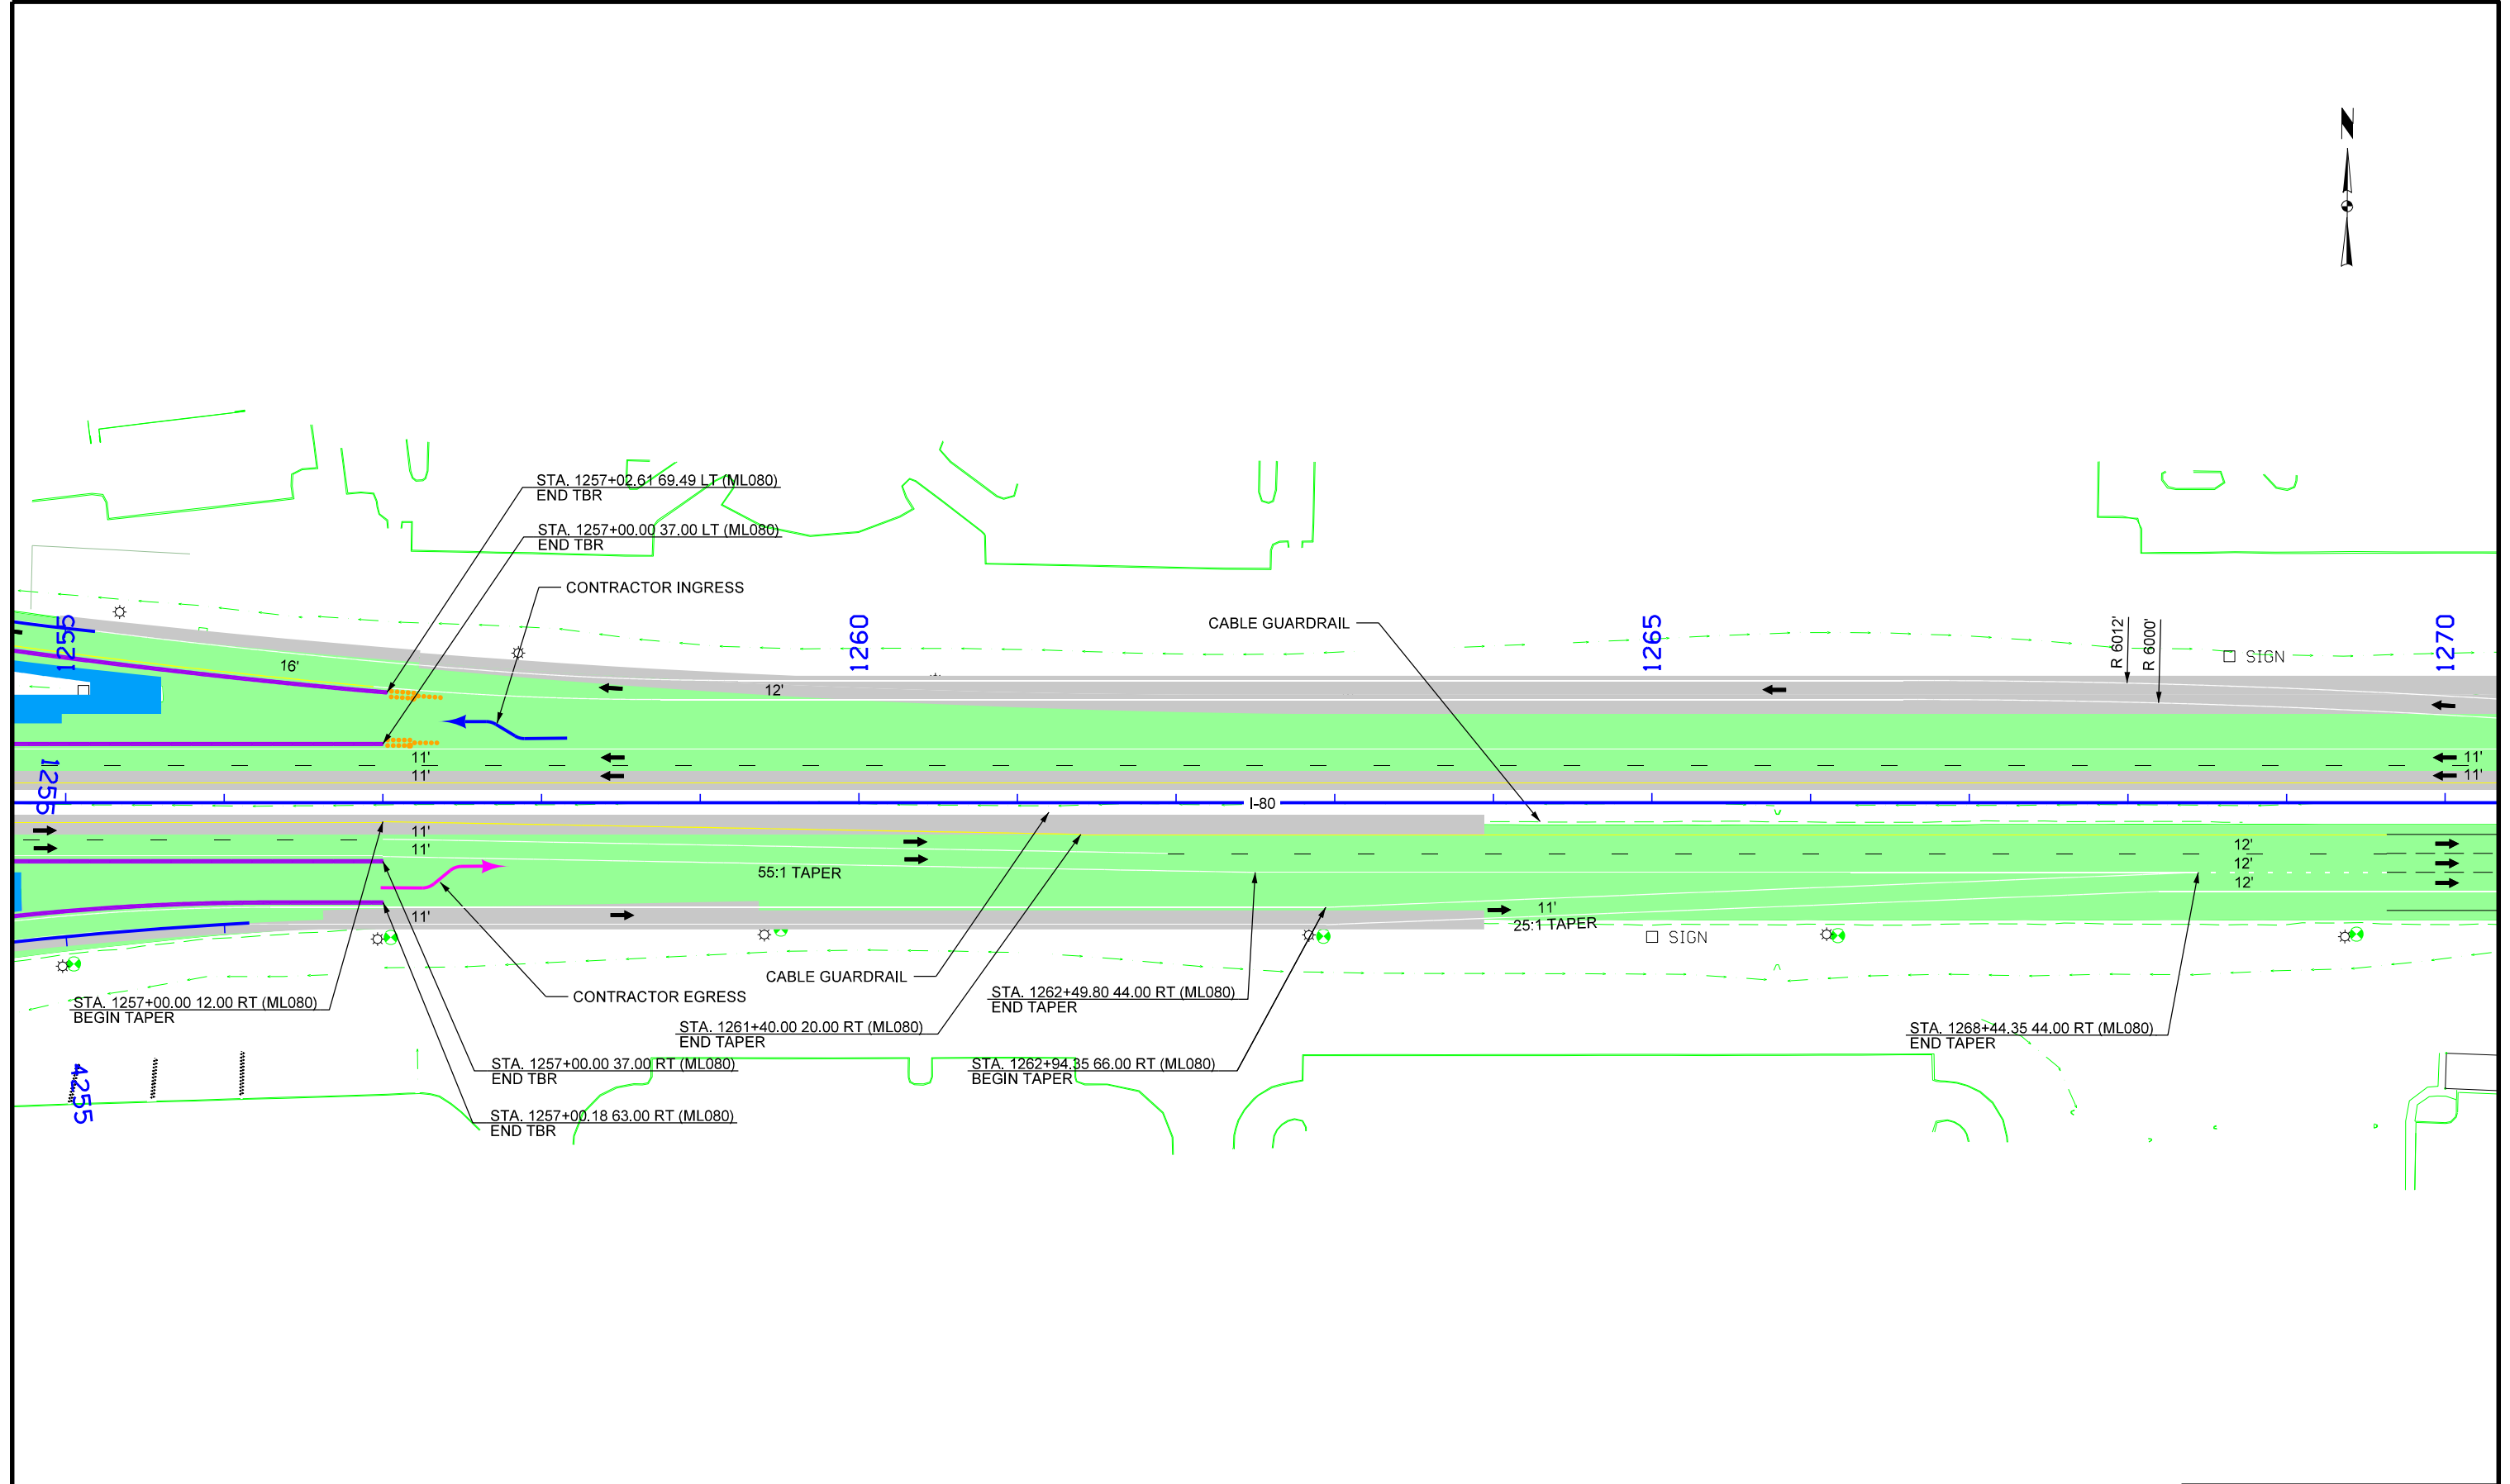 N
STA. 1257+02.61 69.49 LT (ML080)
END TBR
STA. 1257+00.00 37.00 LT (ML080)
END TBR
CONTRACTOR INGRESS
CABLE GUARDRAIL
1255
1260
1265
R 6012'
R 6000'
SIGN
1270
16'
12'
11'
11'
11'
11'
1255
I-80
11'
11'
55:1 TAPER
12'
12'
12'
11'
11'
25:1 TAPER
SIGN
CABLE GUARDRAIL
CONTRACTOR EGRESS
STA. 1257+00.00 12.00 RT (ML080)
BEGIN TAPER
STA. 1262+49.80 44.00 RT (ML080)
END TAPER
STA. 1261+40.00 20.00 RT (ML080)
END TAPER
STA. 1268+44.35 44.00 RT (ML080)
END TAPER
STA. 1257+00.00 37.00 RT (ML080)
END TBR
STA. 1262+94.35 66.00 RT (ML080)
BEGIN TAPER
4255
STA. 1257+00.18 63.00 RT (ML080)
END TBR